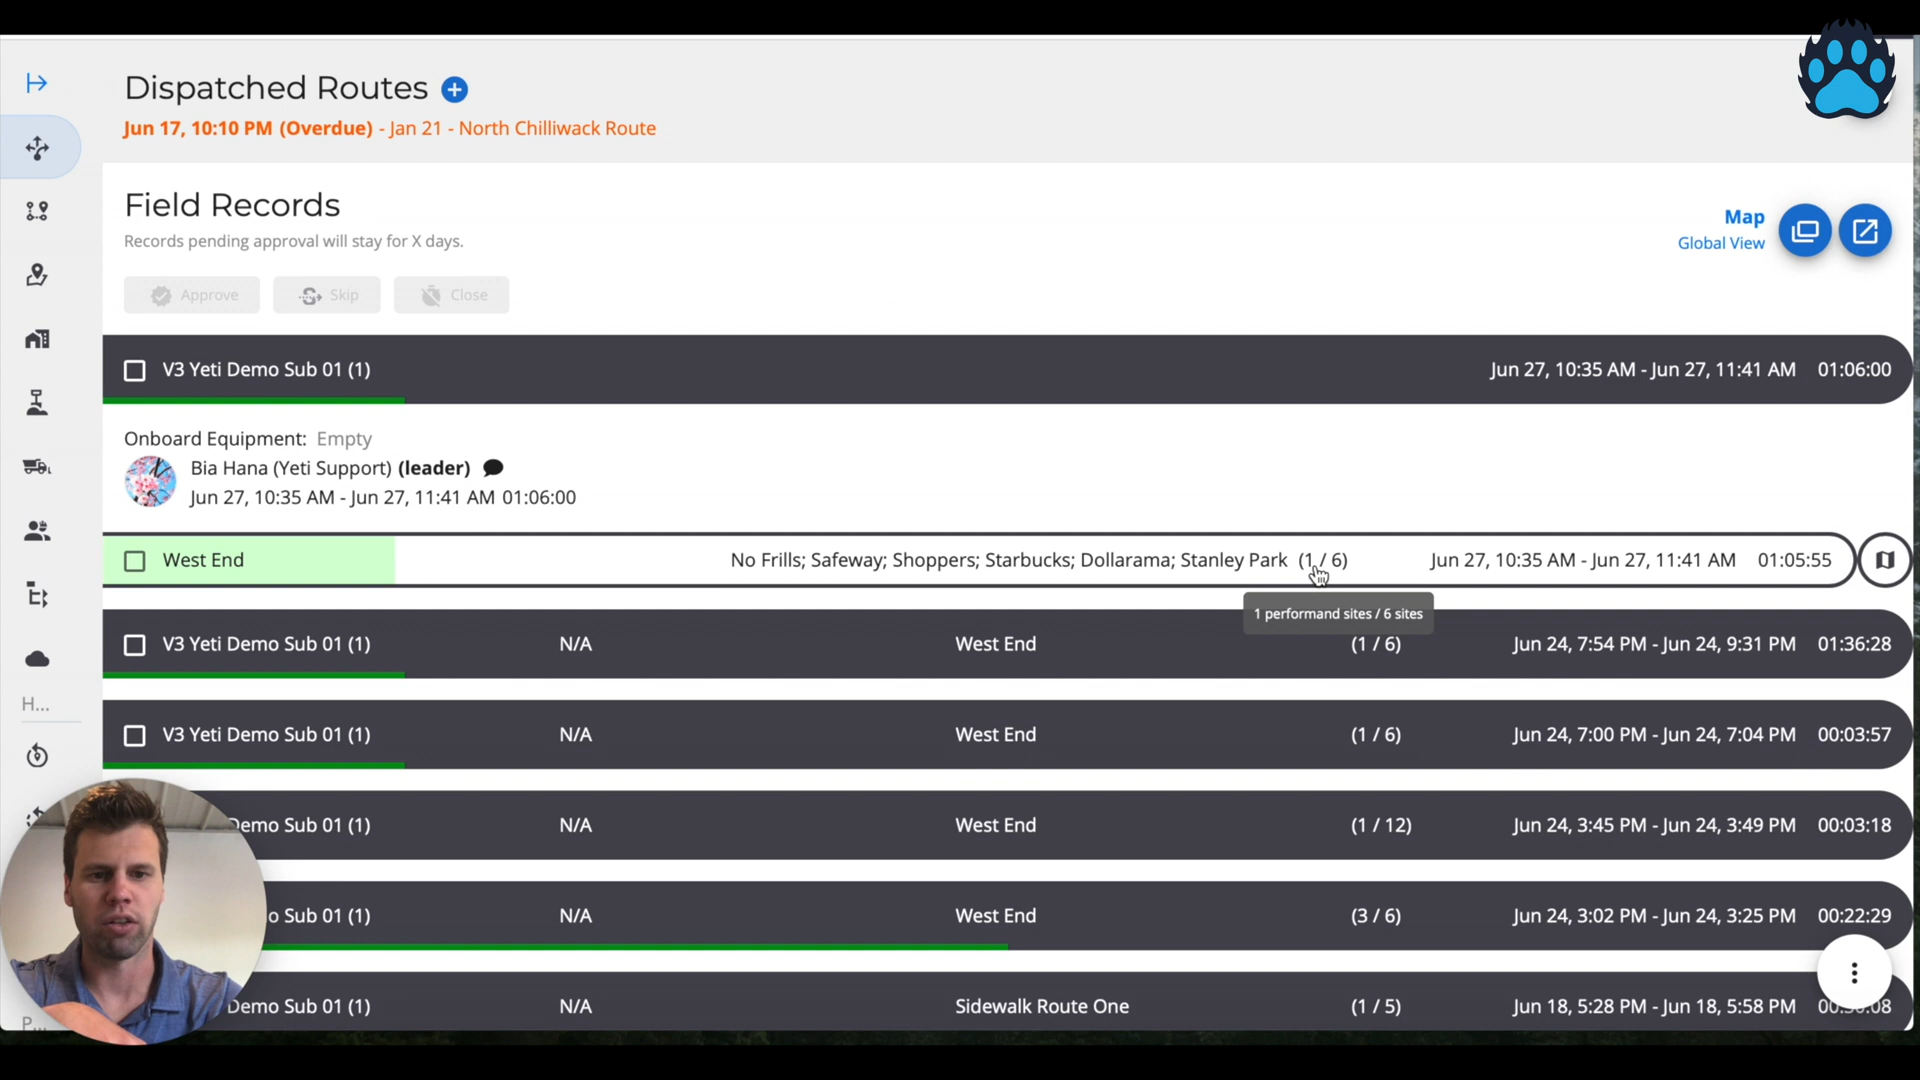 Dispatched Routes
Jun 17, 10:10 PM (Overdue) - Jan 21 - North Chilliwack Route
Field Records
Records pending approval will stay for X days.
Map
Global View
Approve Skip Close
V3 Yeti Demo Sub 01 (1) Jun 27, 10:35 AM - Jun 27, 11:41 AM 01:06:00
Onboard Equipment: Empty
Bia Hana (Yeti Support) (leader)
Jun 27, 10:35 AM - Jun 27, 11:41 AM 01:06:00
West End No Frills; Safeway; Shoppers; Starbucks; Dollarama; Stanley Park (1 / 6) Jun 27, 10:35 AM - Jun 27, 11:41 AM 01:05:55
1 performand sites / 6 sites
V3 Yeti Demo Sub 01 (1) N/A West End (1 / 6) Jun 24, 7:54 PM - Jun 24, 9:31 PM 01:36:28
H...
V3 Yeti Demo Sub 01 (1) N/A West End (1 / 6) Jun 24, 7:00 PM - Jun 24, 7:04 PM 00:03:57
Demo Sub 01 (1) N/A West End (1 / 12) Jun 24, 3:45 PM - Jun 24, 3:49 PM 00:03:18
o Sub 01 (1) N/A West End (3 / 6) Jun 24, 3:02 PM - Jun 24, 3:25 PM 00:22:29
Demo Sub 01 (1) N/A Sidewalk Route One (1 / 5) Jun 18, 5:28 PM - Jun 18, 5:58 PM
P...